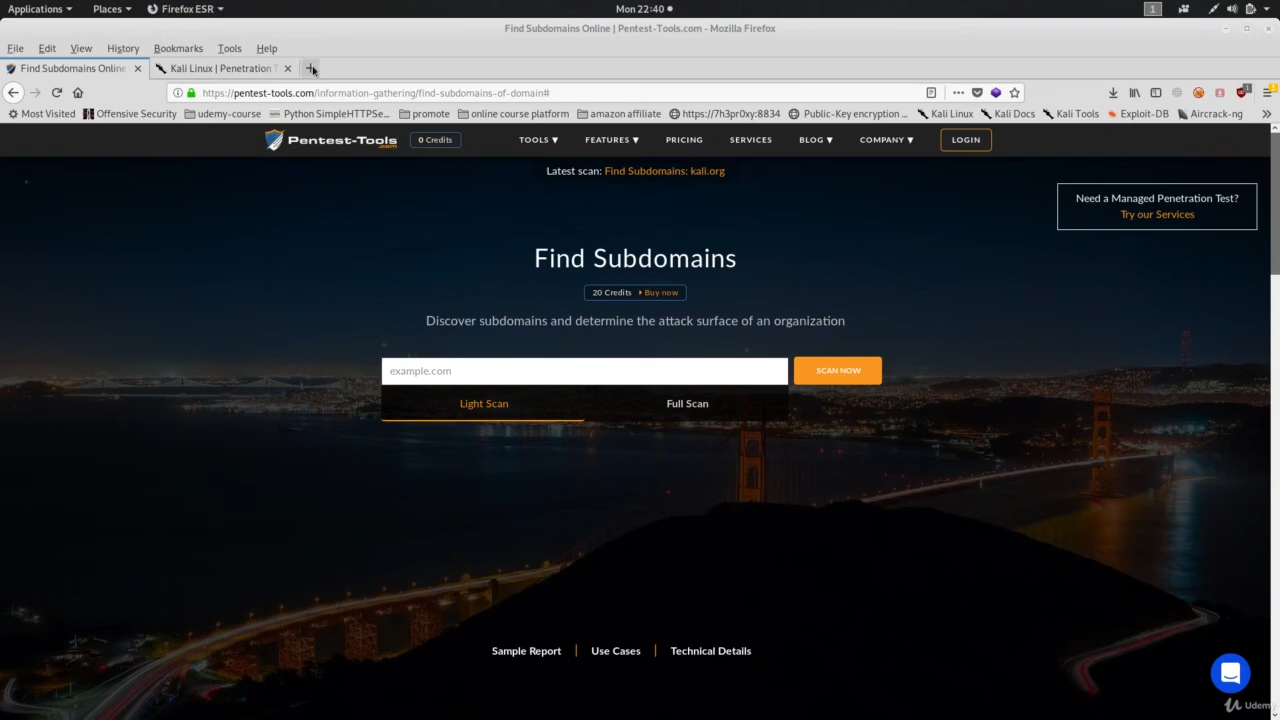 Applications Places Firefox ESR Mon 22:40 1
Find Subdomains Online | Pentest-Tools.com - Mozilla Firefox
File Edit View History Bookmarks Tools Help
Find Subdomains Online Kali Linux | Penetration T
https://pentest-tools.com/information-gathering/find-subdomains-of-domain#
Most Visited Offensive Security udemy-course Python SimpleHTTPSe... promote online course platform amazon affiliate https://7h3pr0xy:8834 Public-Key encryption ... Kali Linux Kali Docs Kali Tools Exploit-DB Aircrack-ng
Pentest-Tools.com 0 Credits TOOLS FEATURES PRICING SERVICES BLOG COMPANY LOGIN
Latest scan: Find Subdomains: kali.org
Need a Managed Penetration Test?
Try our Services
Find Subdomains
20 Credits Buy now
Discover subdomains and determine the attack surface of an organization
example.com SCAN NOW
Light Scan Full Scan
Sample Report | Use Cases | Technical Details
Udemy